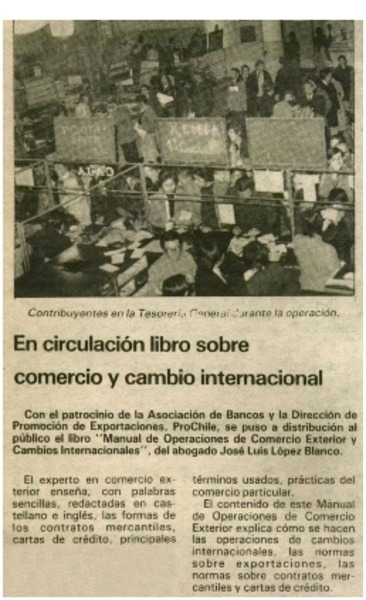 Contribuyentes en la Tesorería General durante la operación.
En circulación libro sobre
comercio y cambio internacional
Con el patrocinio de la Asociación de Bancos y la Dirección de
Promoción de Exportaciones, ProChile, se puso a distribución al
público el libro "Manual de Operaciones de Comercio Exterior y
Cambios Internacionales", del abogado José Luis López Blanco.
El experto en comercio ex-
terior enseña, con palabras
sencillas, redactadas en cas-
tellano e inglés, las formas de
los contratos mercantiles,
cartas de crédito, principales
términos usados, prácticas del
comercio particular.
El contenido de este Manual
de Operaciones de Comercio
Exterior explica cómo se hacen
las operaciones de cambios
internacionales, las normas
sobre exportaciones, las
normas sobre contratos mer-
cantiles y cartas de crédito.